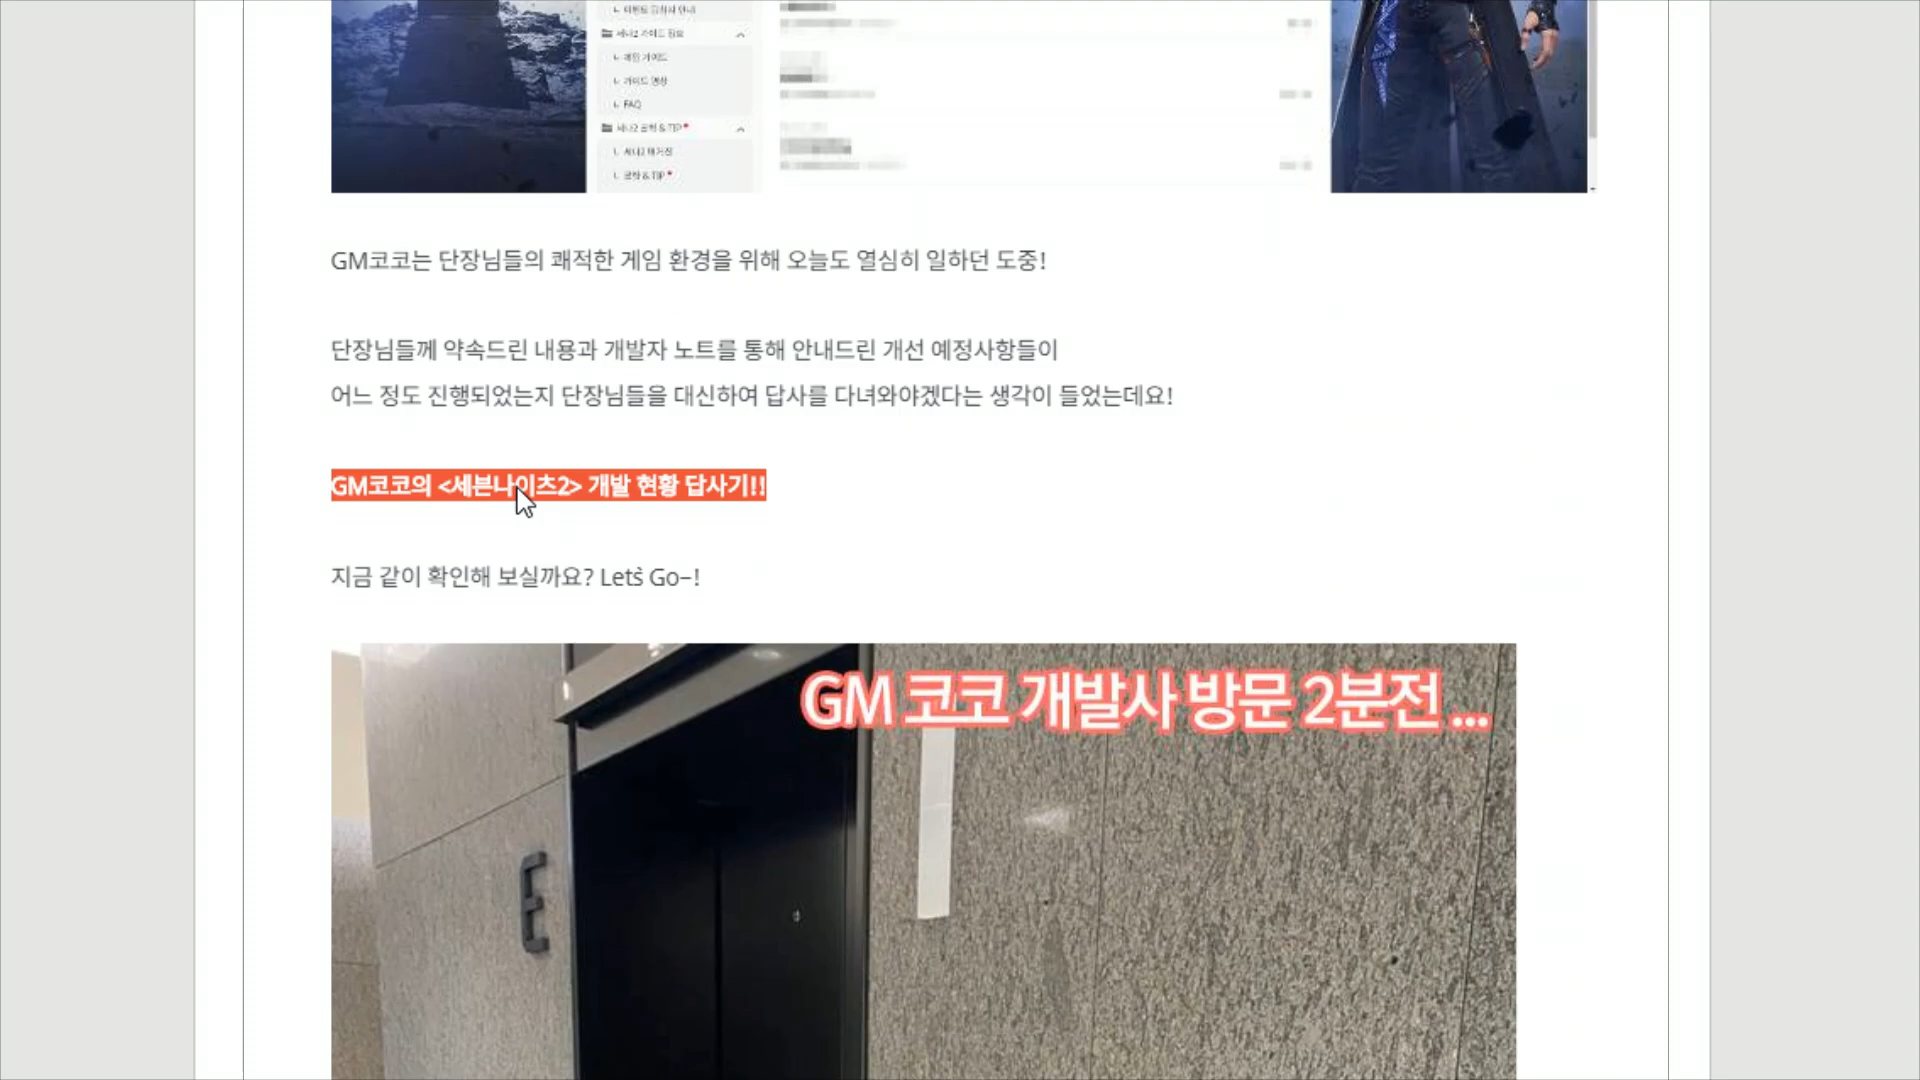 FAQ
GM코코는 단장님들의 쾌적한 게임 환경을 위해 오늘도 열심히 일하던 도중!
단장님들께 약속드린 내용과 개발자 노트를 통해 안내드린 개선 예정사항들이
어느 정도 진행되었는지 단장님들을 대신하여 답사를 다녀와야겠다는 생각이 들었는데요!
GM코코의 <세븐나이츠2> 개발 현황 답사기!!
지금 같이 확인해 보실까요? Let's Go~!
GM 코코 개발사 방문 2분전 ...
E